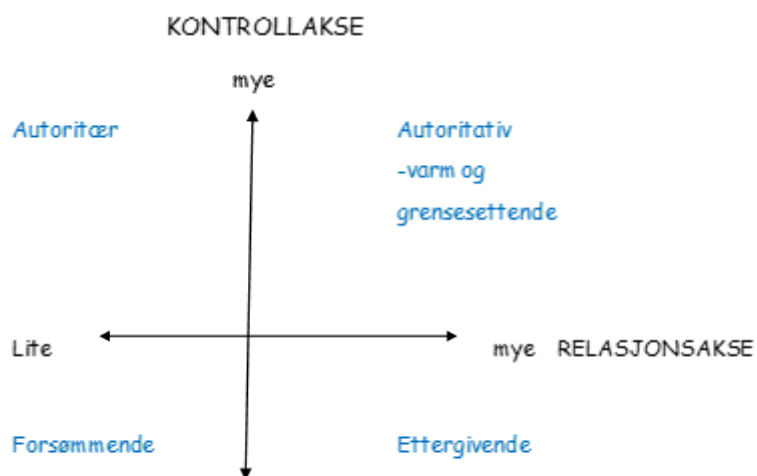 KONTROLLAKSE
mye
Autoritær
Autoritativ
-varm og
grensesettende
Lite
mye RELASJONSAKSE
Forsømmende
Ettergivende